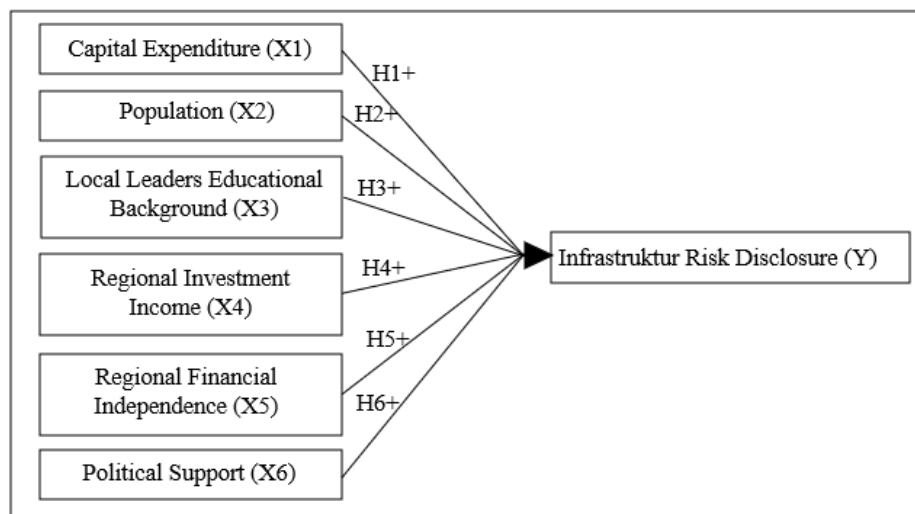 Capital Expenditure (X1)
H1+
Population (X2)
H2+
Local Leaders Educational
Background (X3)
H3+
Regional Investment
Income (X4)
H4+
Regional Financial
Independence (X5)
H5+
Political Support (X6)
H6+
Infrastruktur Risk Disclosure (Y)